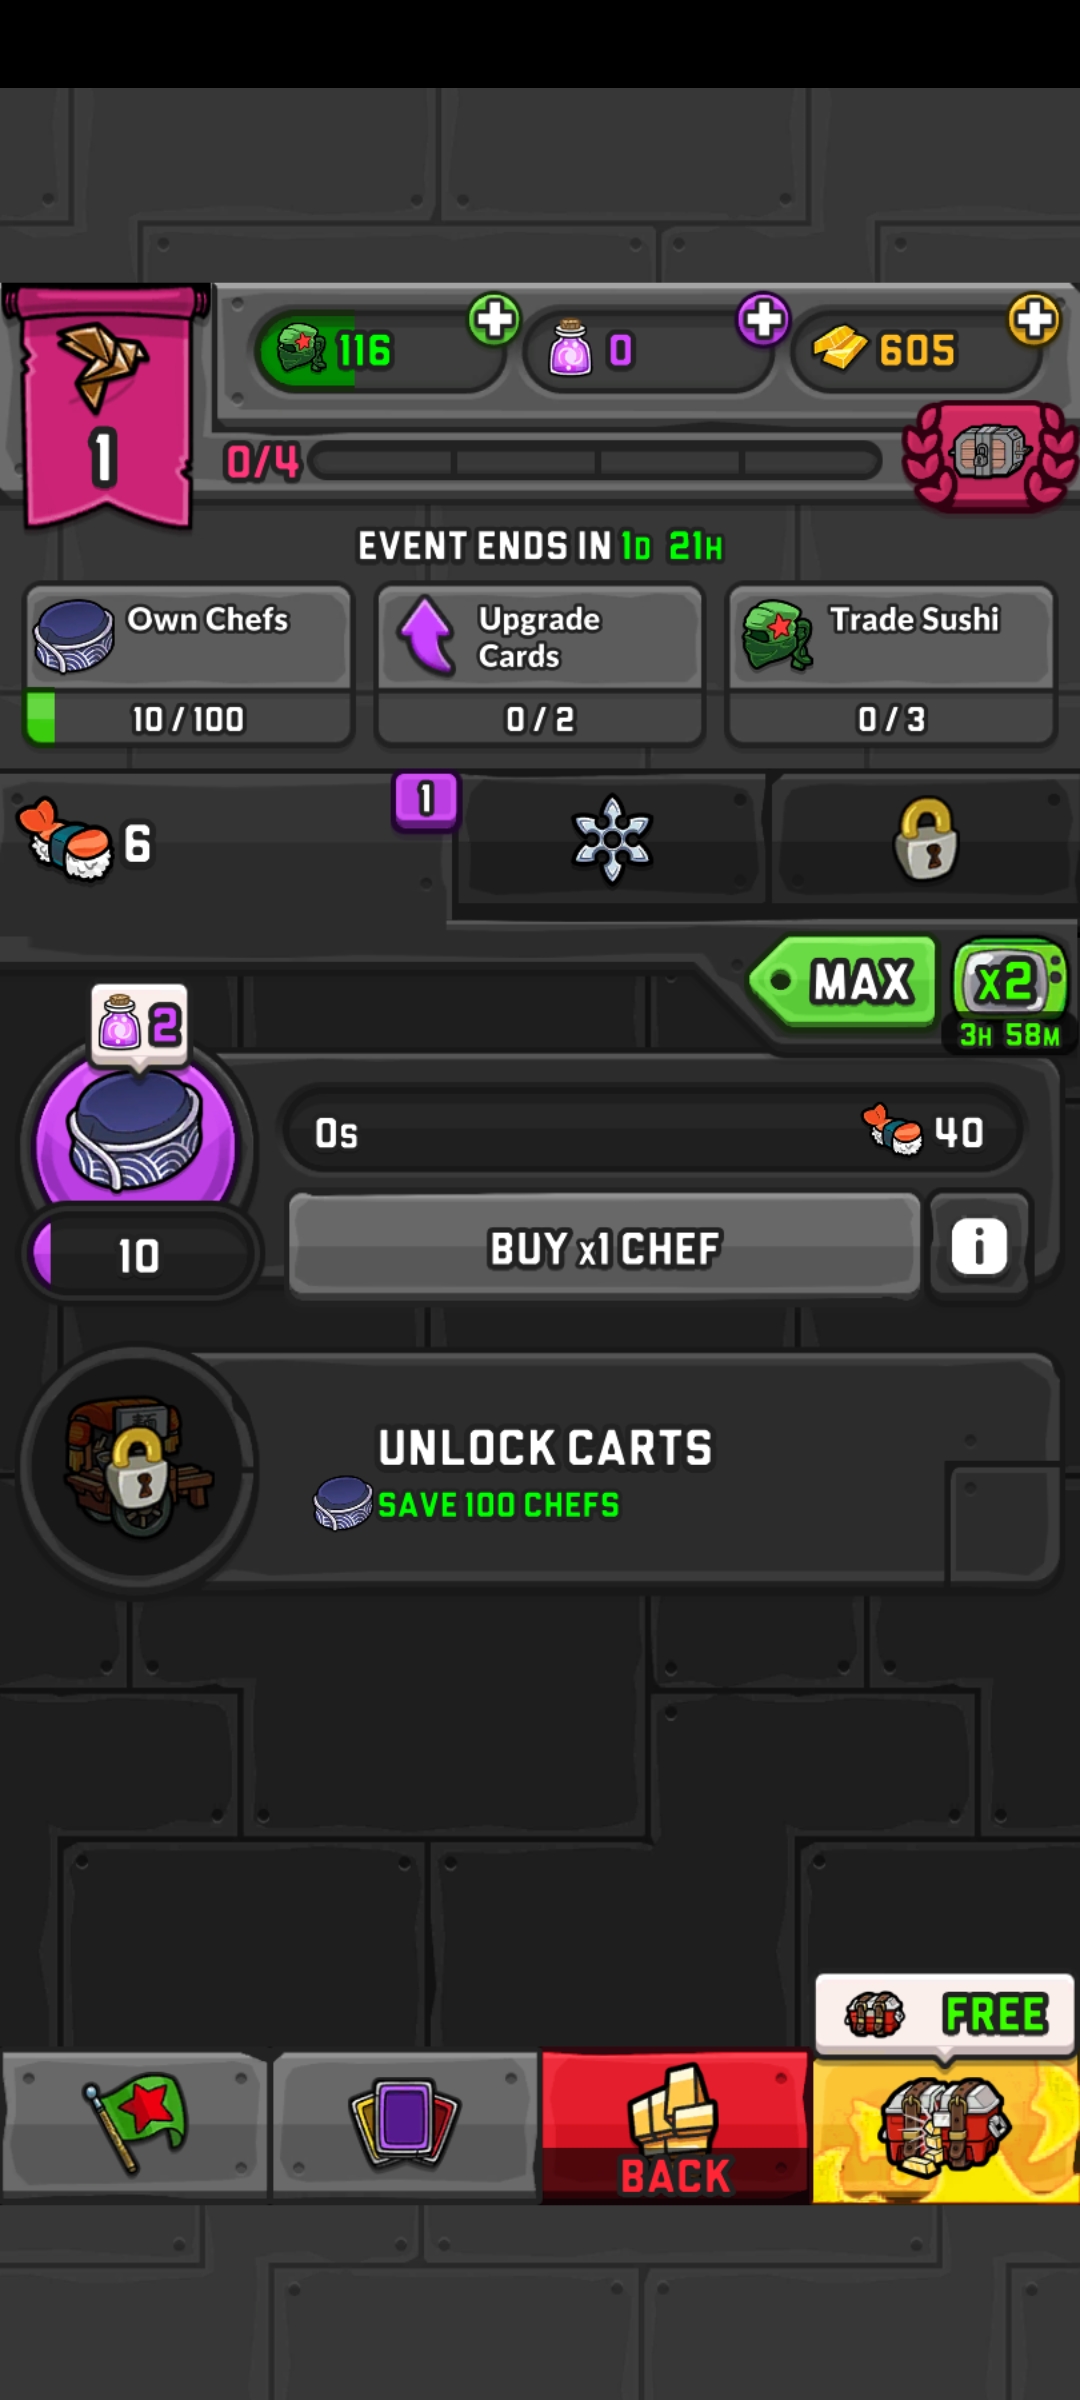 116
0
605
1
0/4
EVENT ENDS IN 1D 21H
Own Chefs
10 / 100
Upgrade
Cards
0 / 2
Trade Sushi
0 / 3
6
1
MAX
x2
3H 58M
2
0s
40
10
BUY x1 CHEF
i
UNLOCK CARTS
SAVE 100 CHEFS
FREE
BACK